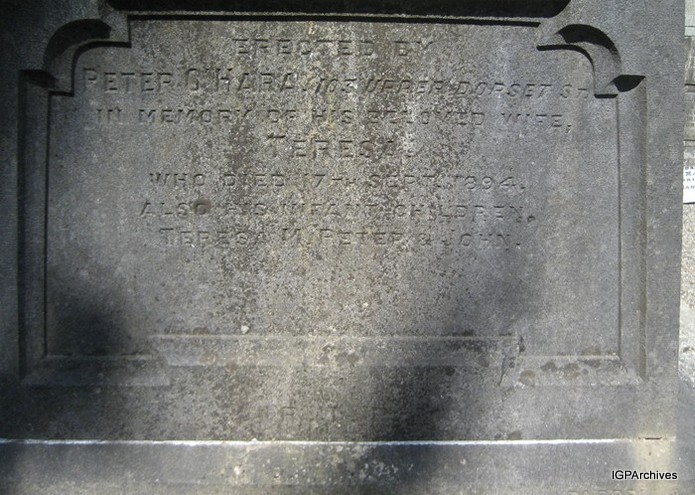 ERECTED BY
PETER O'HARA, 105 UPPER DORSET ST.
IN MEMORY OF HIS BELOVED WIFE,
TERESA
WHO DIED 17TH SEPT. 1894,
ALSO HIS INFANT CHILDREN,
TERESA M. PETER & JOHN.
R.I.P.
IGPArchives